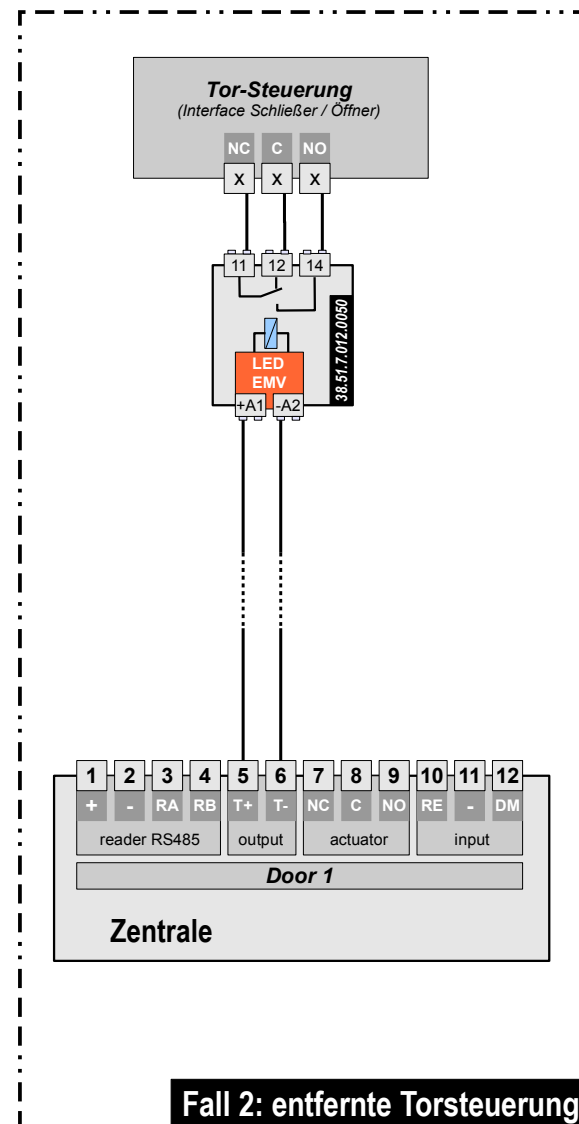 Tor-Steuerung
(Interface Schließer / Öffner)
NC C NO
X X X
11 12 14
38.51.7.012.0050
LED
EMV
+A1 -A2
1 2 3 4 5 6 7 8 9 10 11 12
+ - RA RB T+ T- NC C NO RE - DM
reader RS485 output actuator input
Door 1
Zentrale
Fall 2: entfernte Torsteuerung